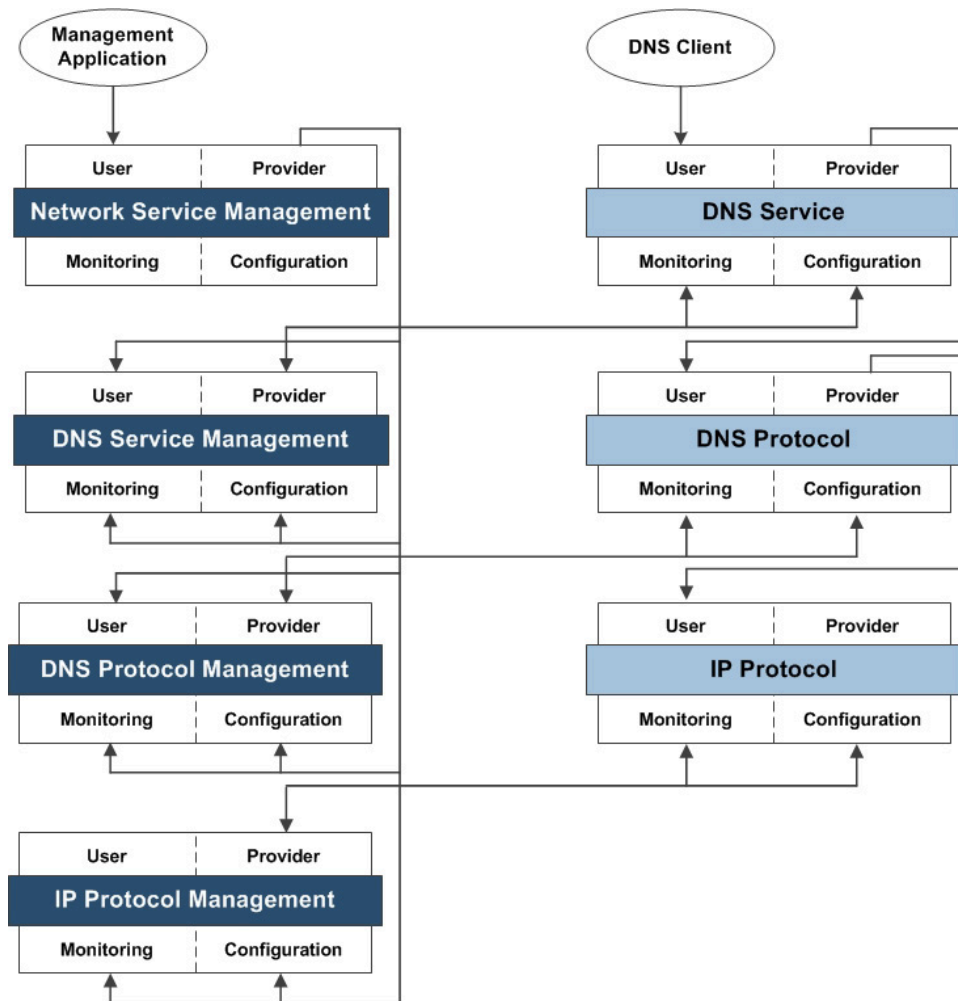 Management
Application
DNS Client
User Provider
Network Service Management
Monitoring Configuration
User Provider
DNS Service
Monitoring Configuration
User Provider
DNS Service Management
Monitoring Configuration
User Provider
DNS Protocol
Monitoring Configuration
User Provider
DNS Protocol Management
Monitoring Configuration
User Provider
IP Protocol
Monitoring Configuration
User Provider
IP Protocol Management
Monitoring Configuration